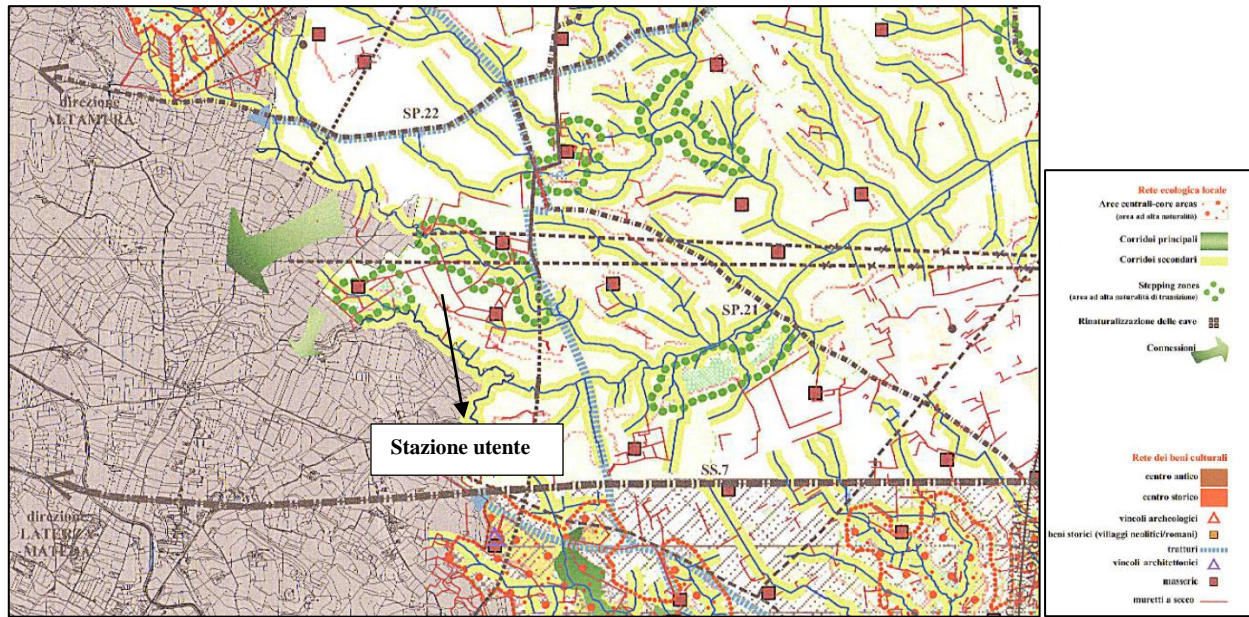 direzione
ALTAMURA
SP.22
SP.21
Stazione utente
SS.7
direzione
LATERZA-
MATERA
Rete ecologica locale
Aree centrali-core areas
(area ad alta naturalità)
Corridoi principali
Corridoi secondari
Stepping zones
(area ad alta naturalità di transizione)
Rinaturalizzazione delle cave
Connessioni
Rete dei beni culturali
centro antico
centro storico
vincoli archeologici
beni storici (villaggi neolitici/romani)
tratturi
vincoli architettonici
masserie
muretti a secco